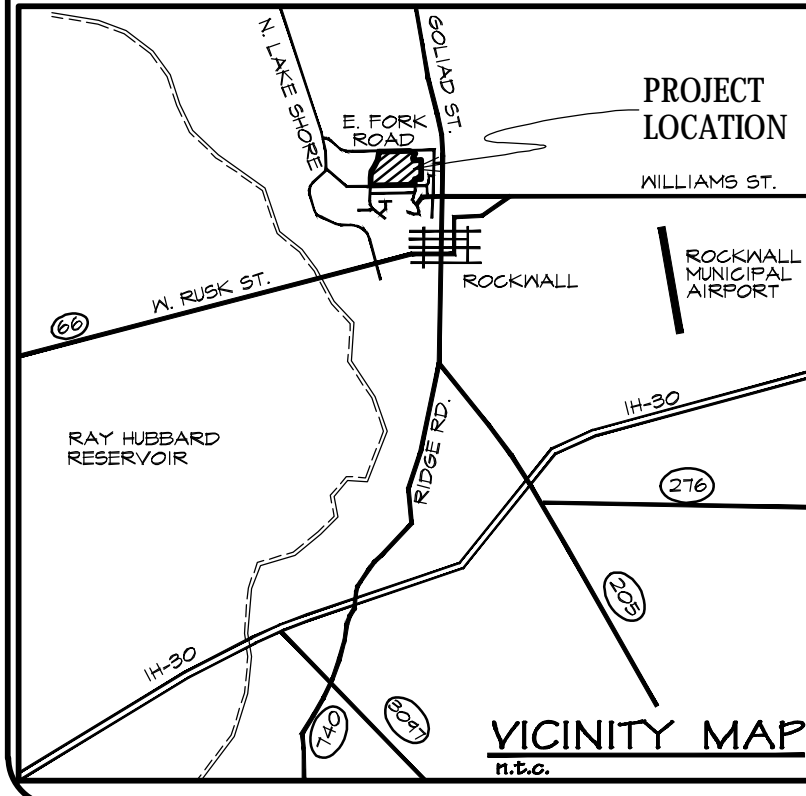 N. LAKE SHORE
GOLIAD ST.
PROJECT
LOCATION
E. FORK
ROAD
WILLIAMS ST.
ROCKWALL
MUNICIPAL
AIRPORT
ROCKWALL
W. RUSK ST.
66
IH-30
RAY HUBBARD
RESERVOIR
RIDGE RD.
276
205
IH-30
740
3097
VICINITY MAP
n.t.c.